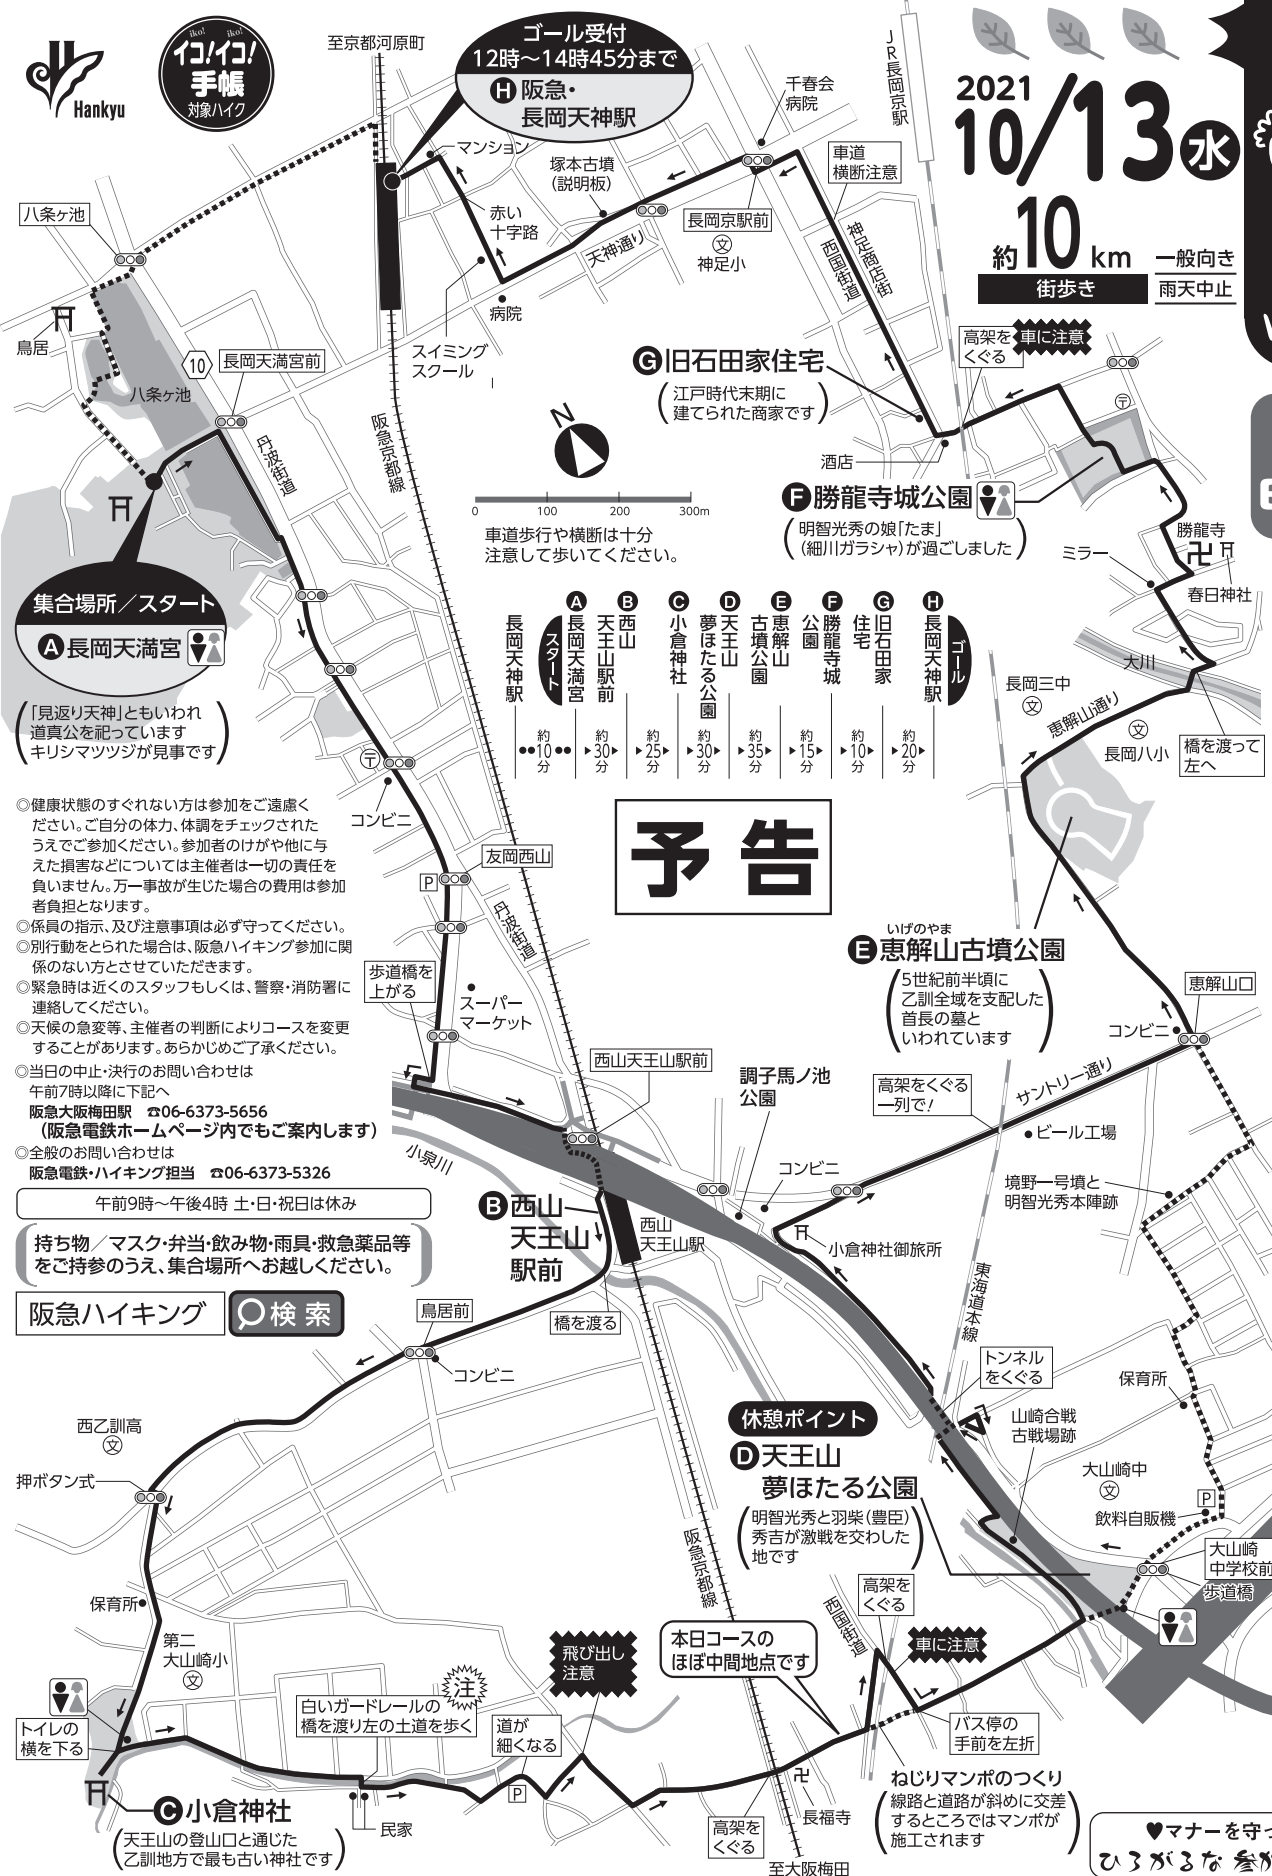 Hankyu
iko! iko!
イコ!イコ!
手帳
対象ハイク
至京都河原町
ゴール受付
12時〜14時45分まで
H 阪急・
長岡天神駅
千春会
病院
JR長岡京駅
2021
10/13 水
約10km
一般向き
街歩き
雨天中止
マンション
塚本古墳
(説明板)
車道
横断注意
八条ヶ池
赤い
十字路
天神通り
長岡京駅前
文
神足小
西国街道
神足商店街
鳥居
病院
スイミング
スクール
10
長岡天満宮前
八条ヶ池
丹波街道
阪急京都線
G 旧石田家住宅
(江戸時代末期に
建てられた商家です)
高架を
くぐる
車に注意
〒
酒店
N
0 100 200 300m
車道歩行や横断は十分
注意して歩いてください。
F 勝龍寺城公園
(明智光秀の娘「たま」
(細川ガラシャ)が過ごしました)
ミラー
勝龍寺
卍
春日神社
集合場所/スタート
A 長岡天満宮
(「見返り天神」ともいわれ
道真公を祀っています
キリシマツツジが見事です)
長岡天神駅
●●約10分●●
スタート
A 長岡天満宮
▶約30分▶
B 西山天王山駅前
▶約25分▶
C 小倉神社
▶約30分▶
D 天王山夢ほたる公園
▶約35分▶
E 恵解山古墳公園
▶約15分▶
F 勝龍寺城公園
▶約10分▶
G 旧石田家住宅
▶約20分▶
H 長岡天神駅
ゴール
大川
長岡三中
文
恵解山通り
文
長岡八小
橋を渡って
左へ
〒
コンビニ
予告
◎健康状態のすぐれない方は参加をご遠慮く
ださい。ご自分の体力、体調をチェックされた
うえでご参加ください。参加者のけがや他に与
えた損害などについては主催者は一切の責任を
負いません。万一事故が生じた場合の費用は参加
者負担となります。
◎係員の指示、及び注意事項は必ず守ってください。
◎別行動をとられた場合は、阪急ハイキング参加に関
係のない方とさせていただきます。
◎緊急時は近くのスタッフもしくは、警察・消防署に
連絡してください。
◎天候の急変等、主催者の判断によりコースを変更
することがあります。あらかじめご了承ください。
◎当日の中止・決行のお問い合わせは
午前7時以降に下記へ
阪急大阪梅田駅 ☎06-6373-5656
(阪急電鉄ホームページ内でもご案内します)
◎全般のお問い合わせは
阪急電鉄・ハイキング担当 ☎06-6373-5326
午前9時〜午後4時 土・日・祝日は休み
(持ち物/マスク・弁当・飲み物・雨具・救急薬品等
をご持参のうえ、集合場所へお越しください。)
阪急ハイキング 検索
友岡西山
P
丹波街道
歩道橋を
上がる
スーパー
マーケット
いげのやま
E 恵解山古墳公園
(5世紀前半頃に
乙訓全域を支配した
首長の墓と
いわれています)
恵解山口
コンビニ
西山天王山駅前
調子馬ノ池
公園
高架をくぐる
一列で!
サントリー通り
ビール工場
小泉川
コンビニ
境野一号墳と
明智光秀本陣跡
B 西山
天王山
駅前
西山
天王山駅
小倉神社御旅所
東海道本線
橋を渡る
鳥居前
コンビニ
トンネル
をくぐる
保育所
西乙訓高
文
押ボタン式
休憩ポイント
D 天王山
夢ほたる公園
(明智光秀と羽柴(豊臣)
秀吉が激戦を交わした
地です)
山崎合戦
古戦場跡
大山崎中
文
P
飲料自販機
大山崎
中学校前
歩道橋
阪急京都線
保育所
第二
大山崎小
文
高架を
くぐる
西国街道
車に注意
本日コースの
ほぼ中間地点です
飛び出し
注意
注
白いガードレールの
橋を渡り左の土道を歩く
トイレの
横を下る
道が
細くなる
P
バス停の
手前を左折
ねじりマンポのつくり
(線路と道路が斜めに交差
するところではマンポが
施工されます)
C 小倉神社
(天王山の登山口と通じた
乙訓地方で最も古い神社です)
民家
卍
長福寺
高架を
くぐる
至大阪梅田
♥マナーを守っ
ひろがるな